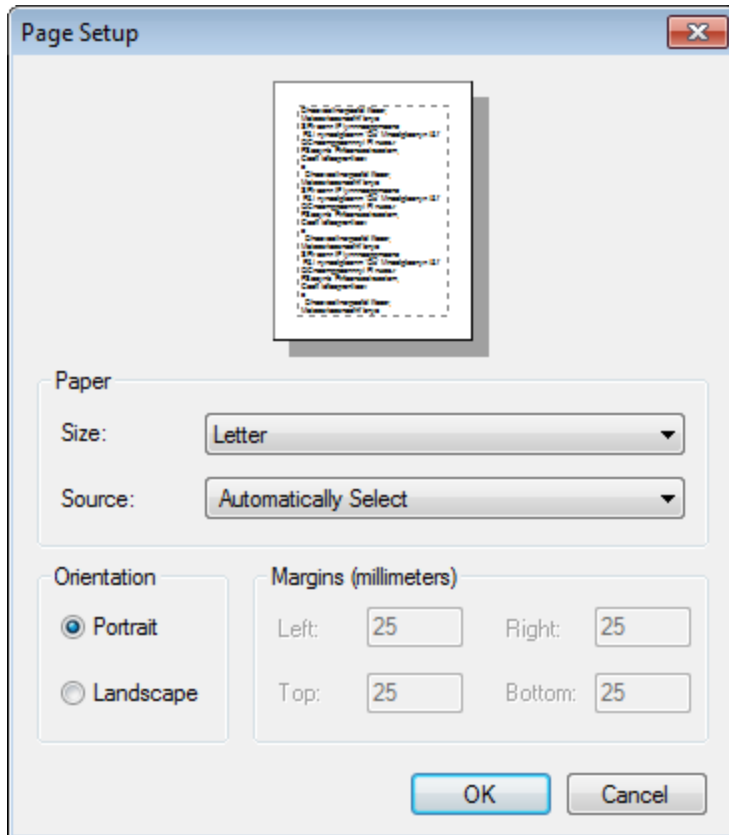 Page Setup
Paper
Size: Letter
Source: Automatically Select
Orientation
Margins (millimeters)
Portrait
Left: 25 Right: 25
Landscape
Top: 25 Bottom: 25
OK Cancel